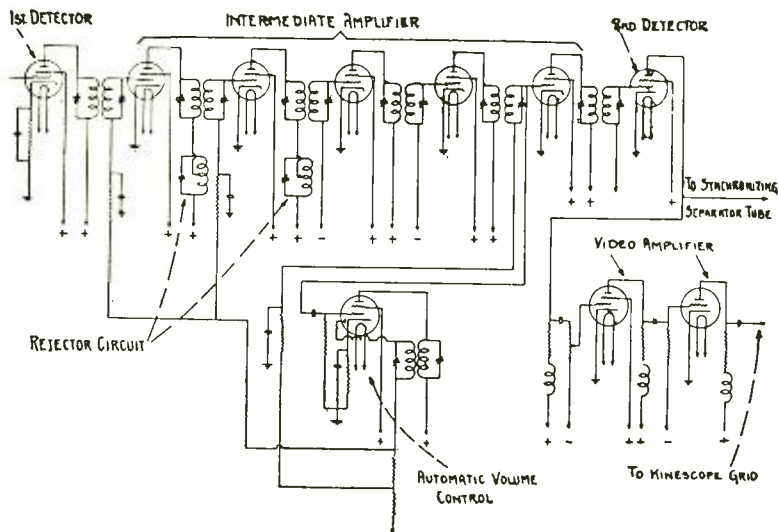 1ST DETECTOR
INTERMEDIATE AMPLIFIER
2ND DETECTOR
+ + + + + - + + - + + + + - +
TO SYNCHRONIZING
SEPARATOR TUBE
VIDEO AMPLIFIER
REJECTOR CIRCUIT
+ +
+ - + + - +
AUTOMATIC VOLUME
CONTROL
TO KINESCOPE GRID